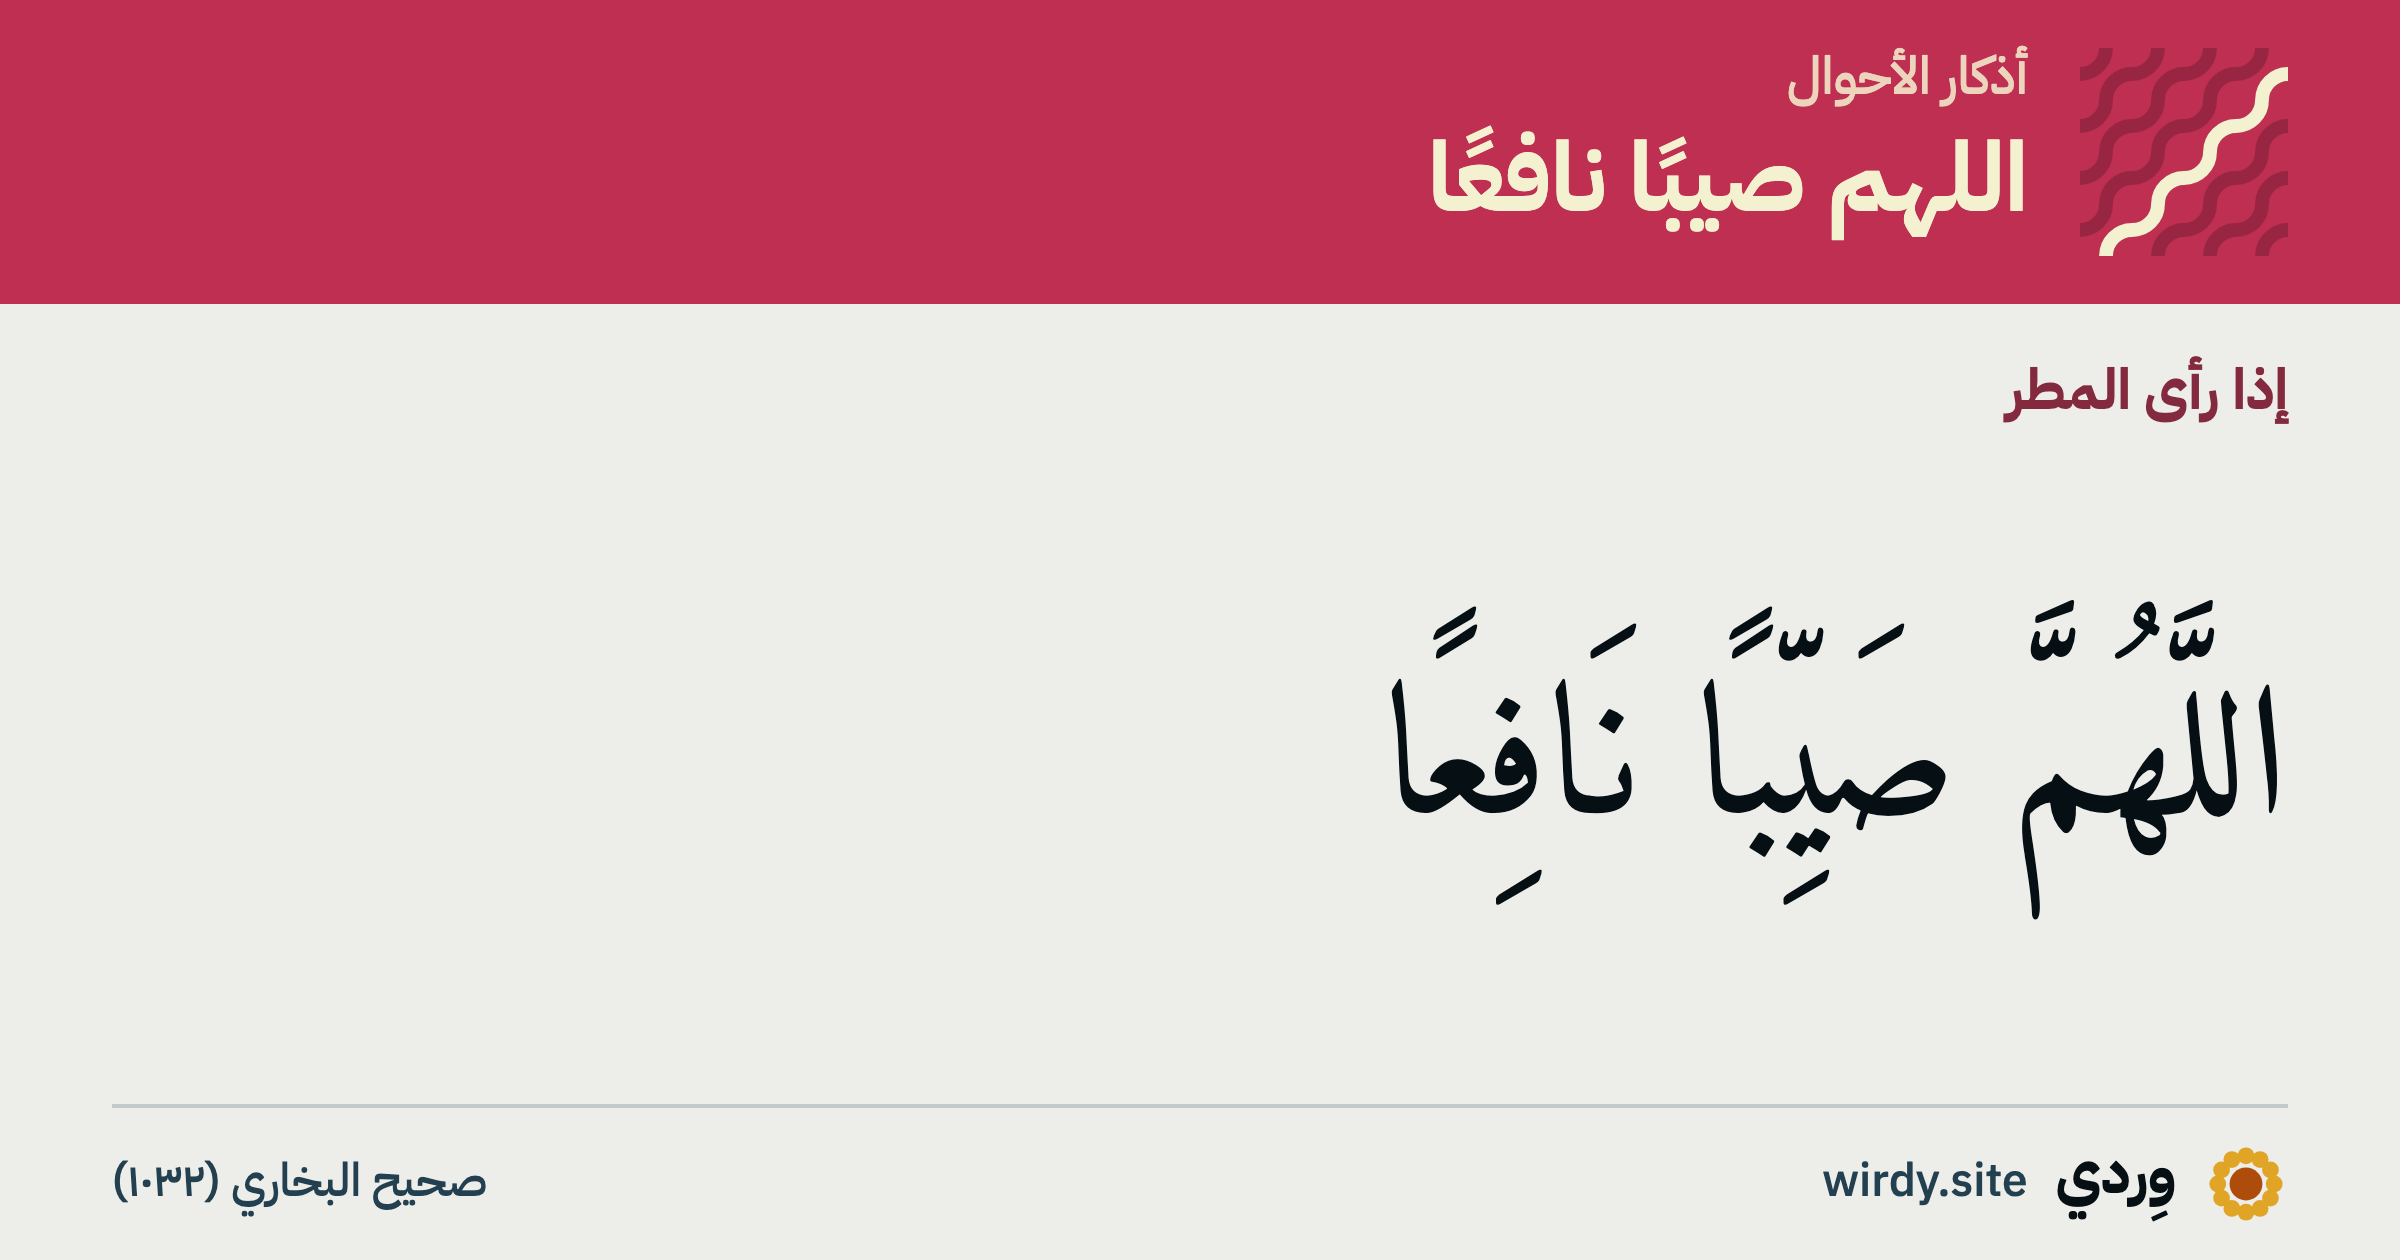 أذكار الأحوال
اللهم صيبًا نافعًا
إذا رأى المطر
اللَّهُمَّ صَيِّبًا نَافِعًا
وِردي wirdy.site
صحيح البخاري (١٠٣٢)